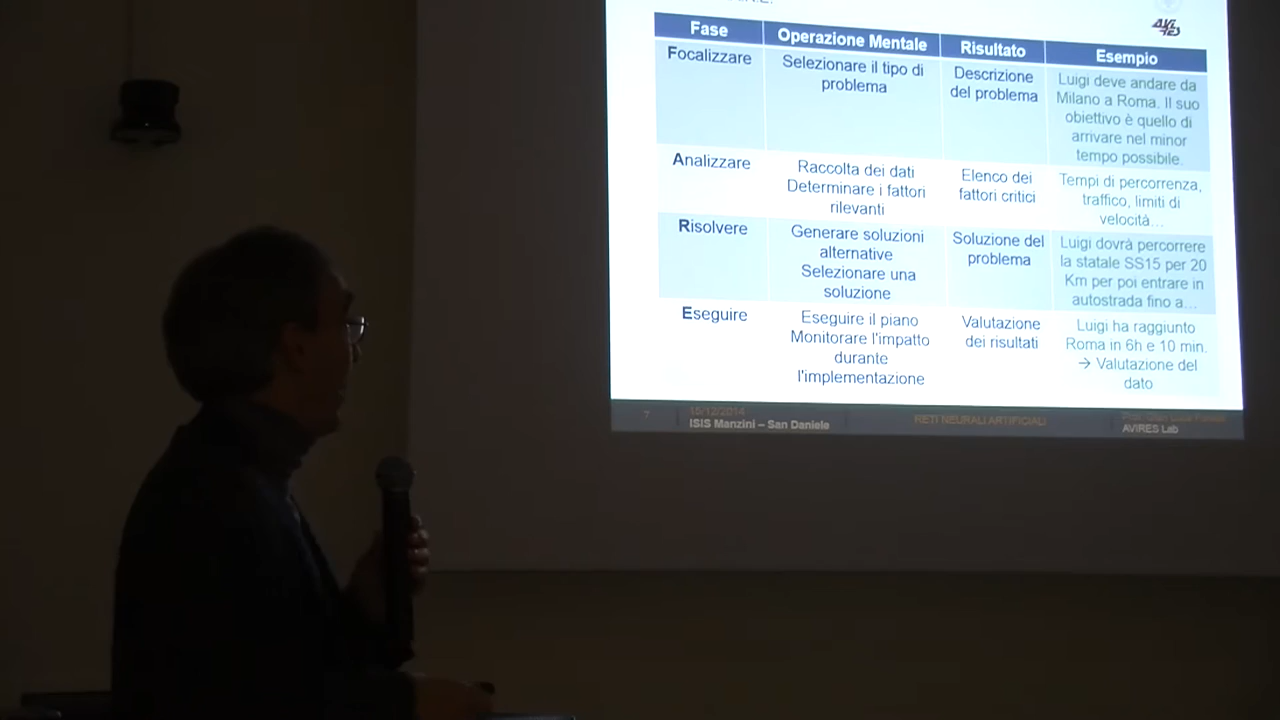 Fase Operazione Mentale Risultato Esempio
Focalizzare
Selezionare il tipo di
problema
Descrizione
del problema
Luigi deve andare da
Milano a Roma. Il suo
obiettivo è quello di
arrivare nel minor
tempo possibile.
Analizzare
Raccolta dei dati
Determinare i fattori
rilevanti
Elenco dei
fattori critici
Tempi di percorrenza,
traffico, limiti di
velocità...
Risolvere
Generare soluzioni
alternative
Selezionare una
soluzione
Soluzione del
problema
Luigi dovrà percorrere
la statale SS15 per 20
Km per poi entrare in
autostrada fino a...
Eseguire
Eseguire il piano
Monitorare l'impatto
durante
l'implementazione
Valutazione
dei risultati
Luigi ha raggiunto
Roma in 6h e 10 min.
→ Valutazione del
dato
7
15/12/2014
ISIS Manzini – San Daniele
RETI NEURALI ARTIFICIALI
AVIRES Lab